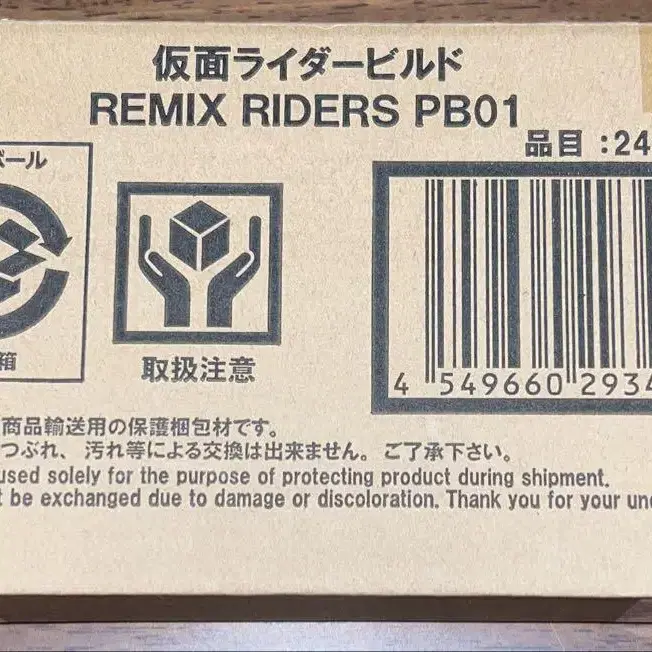 仮面ライダービルド
REMIX RIDERS PB01
品目 :24
ボール
箱
取扱注意
4 549660 2934
商品輸送用の保護梱包材です。
つぶれ、汚れ等による交換は出来ません。ご了承下さい。
used solely for the purpose of protecting product during shipment.
be exchanged due to damage or discoloration. Thank you for your